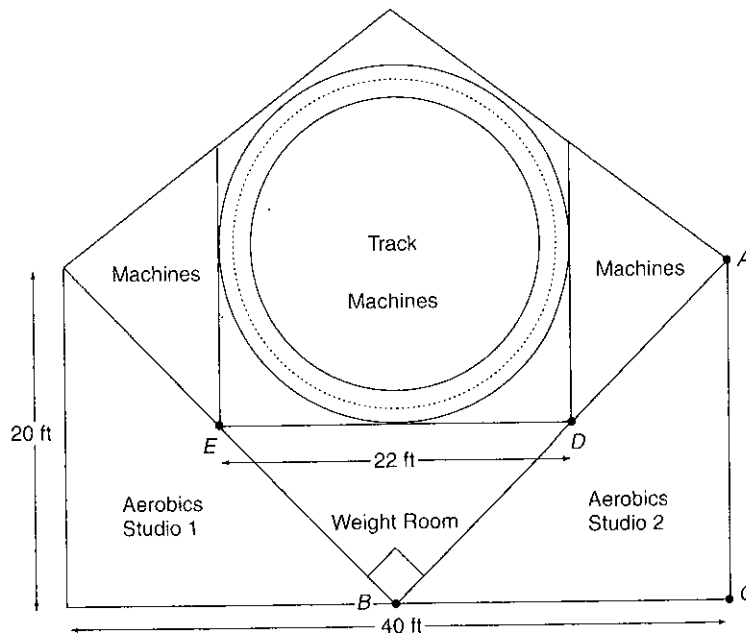 Track
Machines
Machines
Machines
A
20 ft
E
D
22 ft
Aerobics
Studio 1
Weight Room
Aerobics
Studio 2
B
C
40 ft